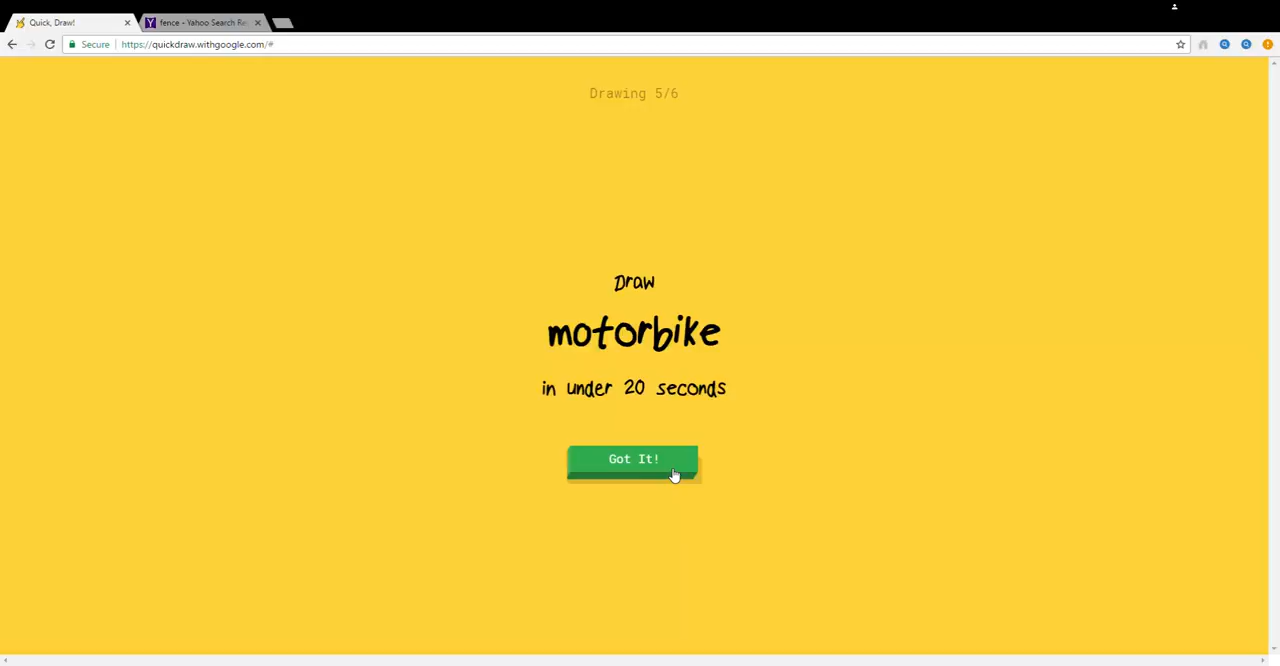 Quick, Draw!
fence - Yahoo Search Re
Secure
https://quickdraw.withgoogle.com/#
Drawing 5/6
Draw
motorbike
in under 20 seconds
Got It!